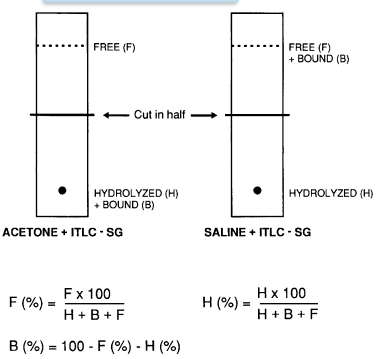 FREE (F)
FREE (F)
+ BOUND (B)
Cut in half
HYDROLYZED (H)
+ BOUND (B)
HYDROLYZED (H)
ACETONE + ITLC - SG
SALINE + ITLC - SG
F (%) = F x 100 / H + B + F
H (%) = H x 100 / H + B + F
B (%) = 100 - F (%) - H (%)